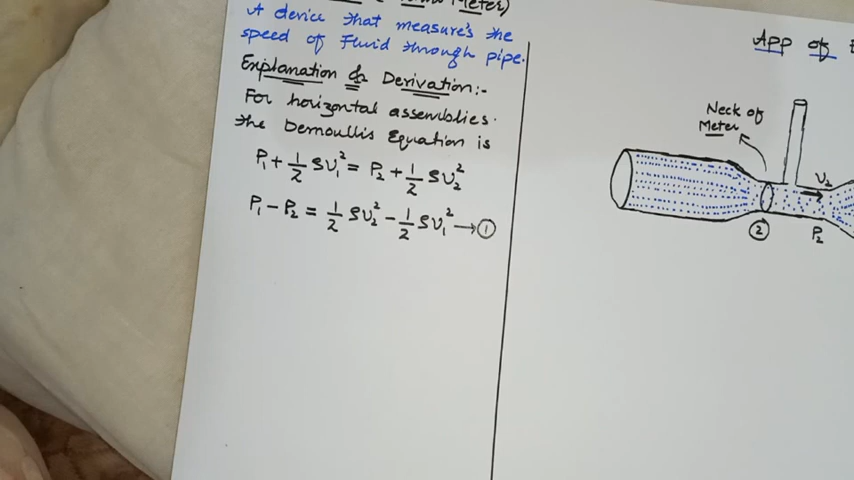 Meter)
A device that measure's the
speed of Fluid through pipe.
Explanation & Derivation:-
For horizontal assemblies.
the Bernoullis Equation is
P₁ + 1/2 ρv₁² = P₂ + 1/2 ρv₂²
P₁ - P₂ = 1/2 ρv₂² - 1/2 ρv₁² → ①
App of
Neck of
Meter
v₂
②
P₂